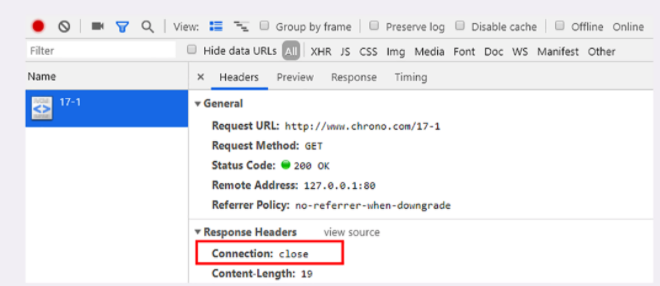 View: Group by frame Preserve log Disable cache Offline Online
Filter Hide data URLs All XHR JS CSS Img Media Font Doc WS Manifest Other
Name × Headers Preview Response Timing
17-1
▼ General
Request URL: http://www.chrono.com/17-1
Request Method: GET
Status Code: 200 OK
Remote Address: 127.0.0.1:80
Referrer Policy: no-referrer-when-downgrade
▼ Response Headers view source
Connection: close
Content-Length: 19